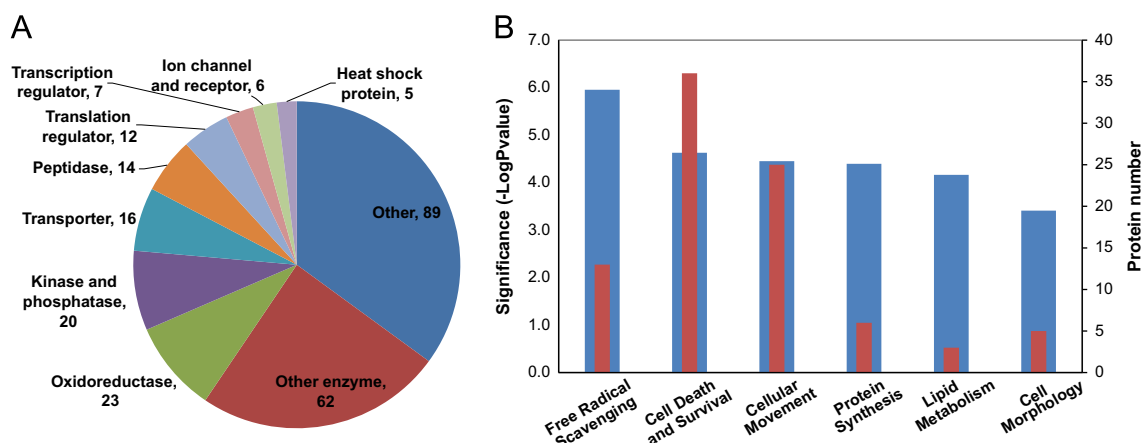 A
B
Transcription
regulator, 7
Ion channel
and receptor, 6
Heat shock
protein, 5
Translation
regulator, 12
Peptidase, 14
Transporter, 16
Kinase and
phosphatase,
20
Oxidoreductase,
23
Other enzyme,
62
Other, 89
Significance (-LogPvalue)
7.0
6.0
5.0
4.0
3.0
2.0
1.0
0.0
40
35
30
25
20
15
10
5
0
Protein number
Free Radical
Scavenging
Cell Death
and Survival
Cellular
Movement
Protein
Synthesis
Lipid
Metabolism
Cell
Morphology